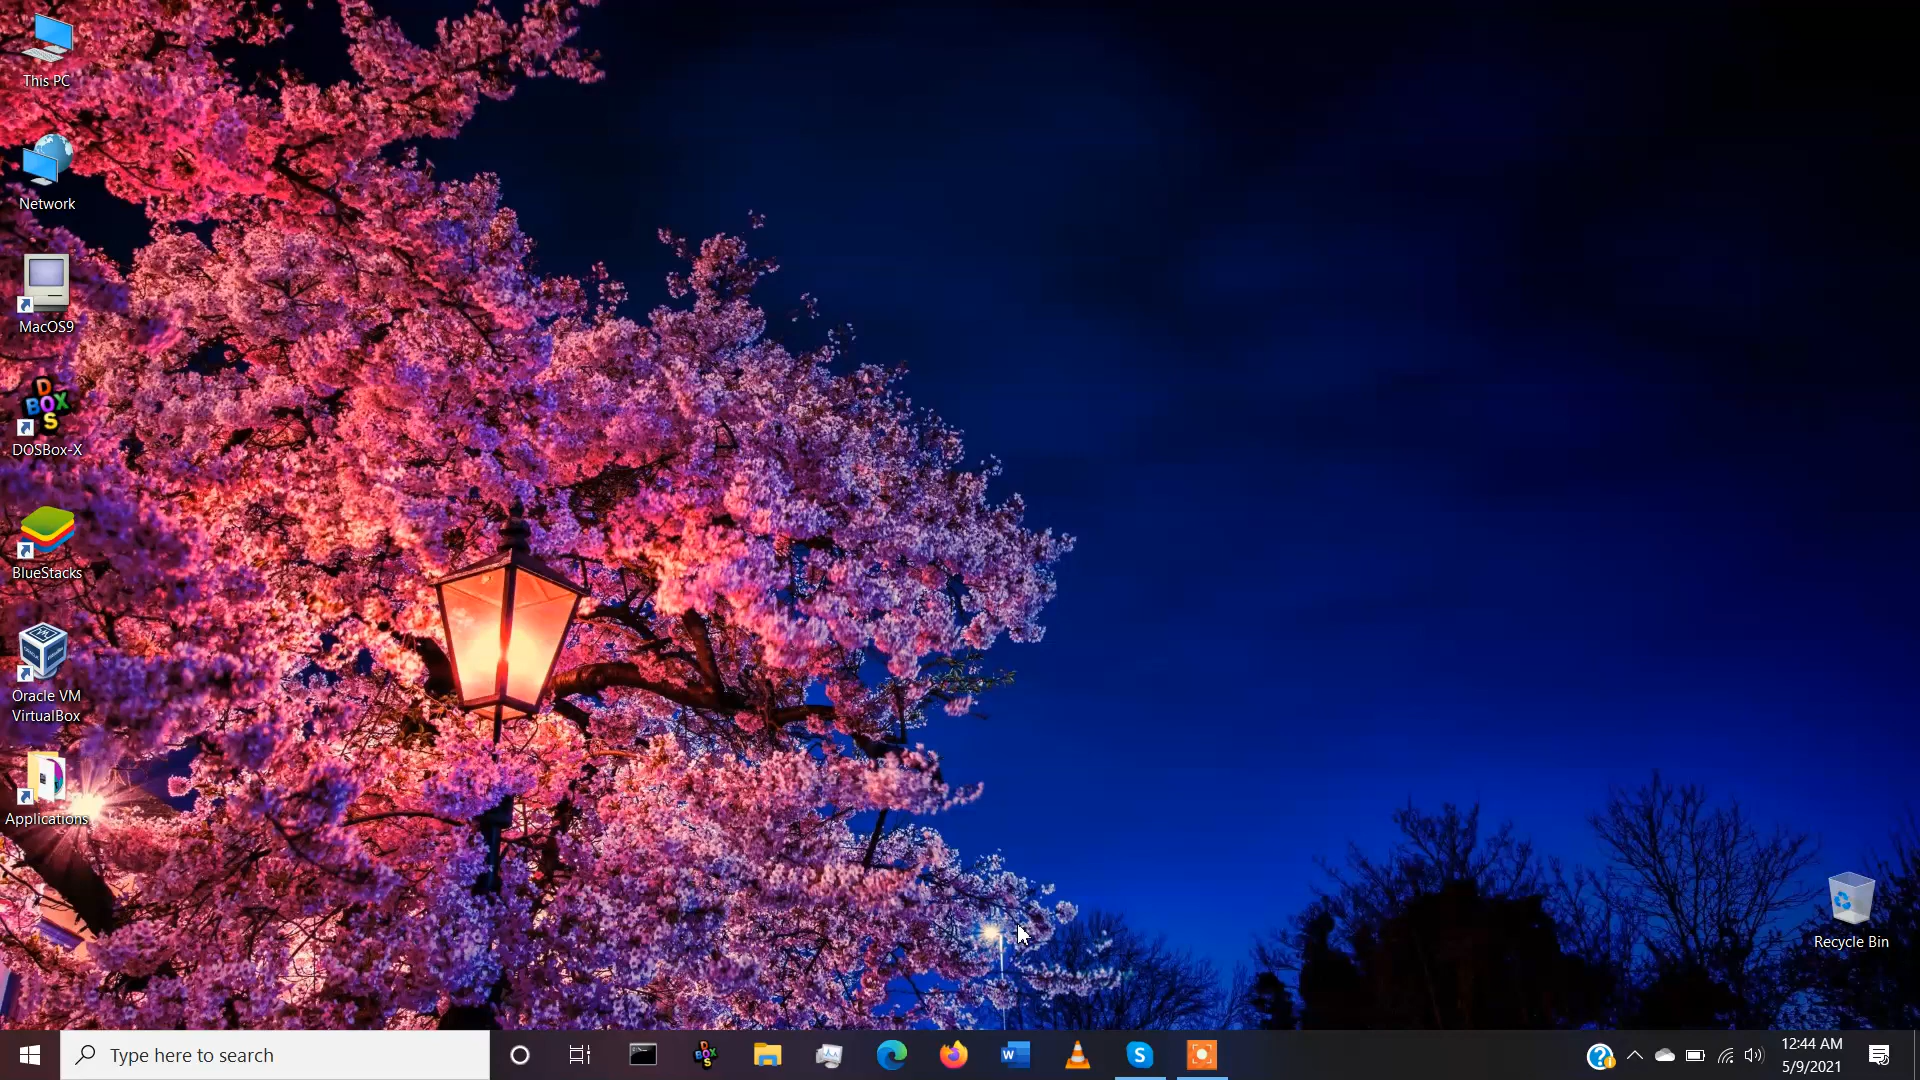 This PC
Network
MacOS9
D
BOX
S
DOSBox-X
BlueStacks
Oracle VM
VirtualBox
Applications
Recycle Bin
Type here to search
12:44 AM
5/9/2021